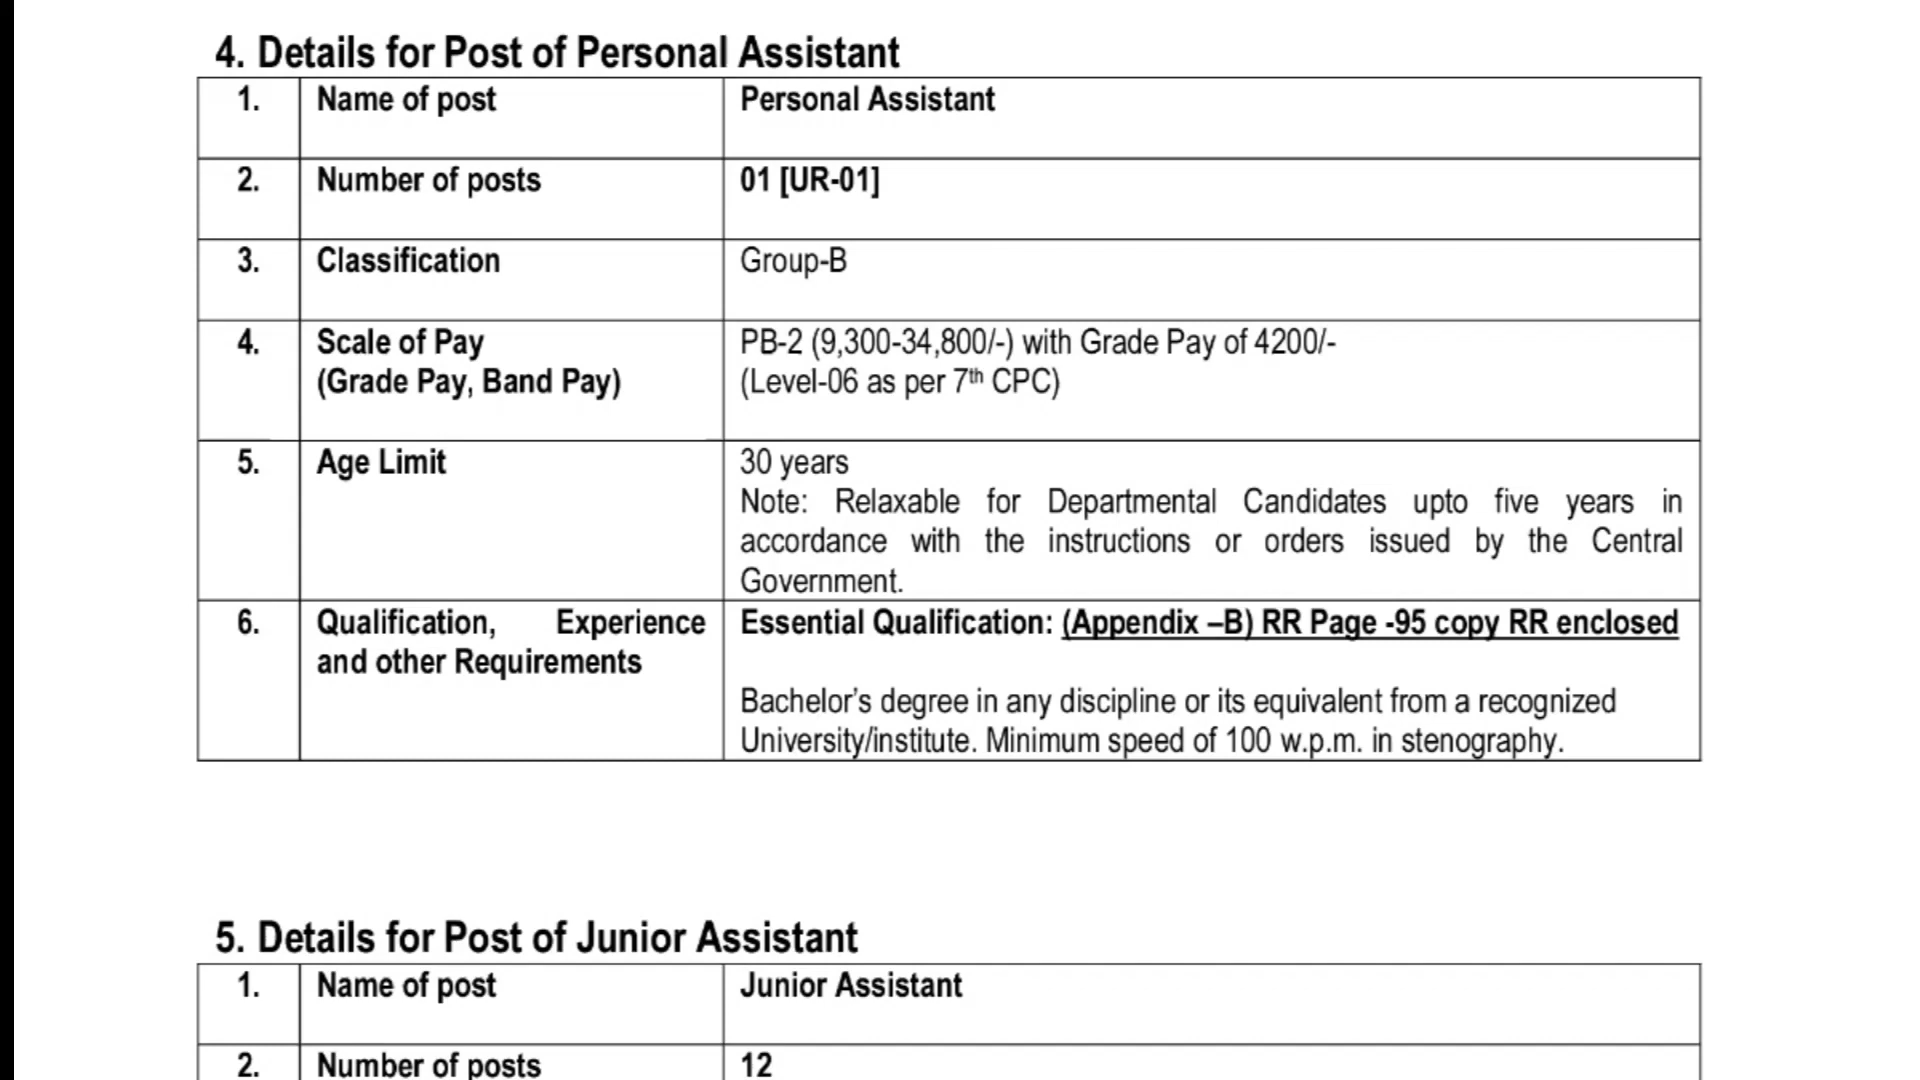 4. Details for Post of Personal Assistant
1. Name of post Personal Assistant
2. Number of posts 01 [UR-01]
3. Classification Group-B
4. Scale of Pay PB-2 (9,300-34,800/-) with Grade Pay of 4200/-
(Grade Pay, Band Pay) (Level-06 as per 7th CPC)
5. Age Limit 30 years
Note: Relaxable for Departmental Candidates upto five years in
accordance with the instructions or orders issued by the Central
Government.
6. Qualification, Experience Essential Qualification: (Appendix –B) RR Page -95 copy RR enclosed
and other Requirements
Bachelor’s degree in any discipline or its equivalent from a recognized
University/institute. Minimum speed of 100 w.p.m. in stenography.
5. Details for Post of Junior Assistant
1. Name of post Junior Assistant
2. Number of posts 12